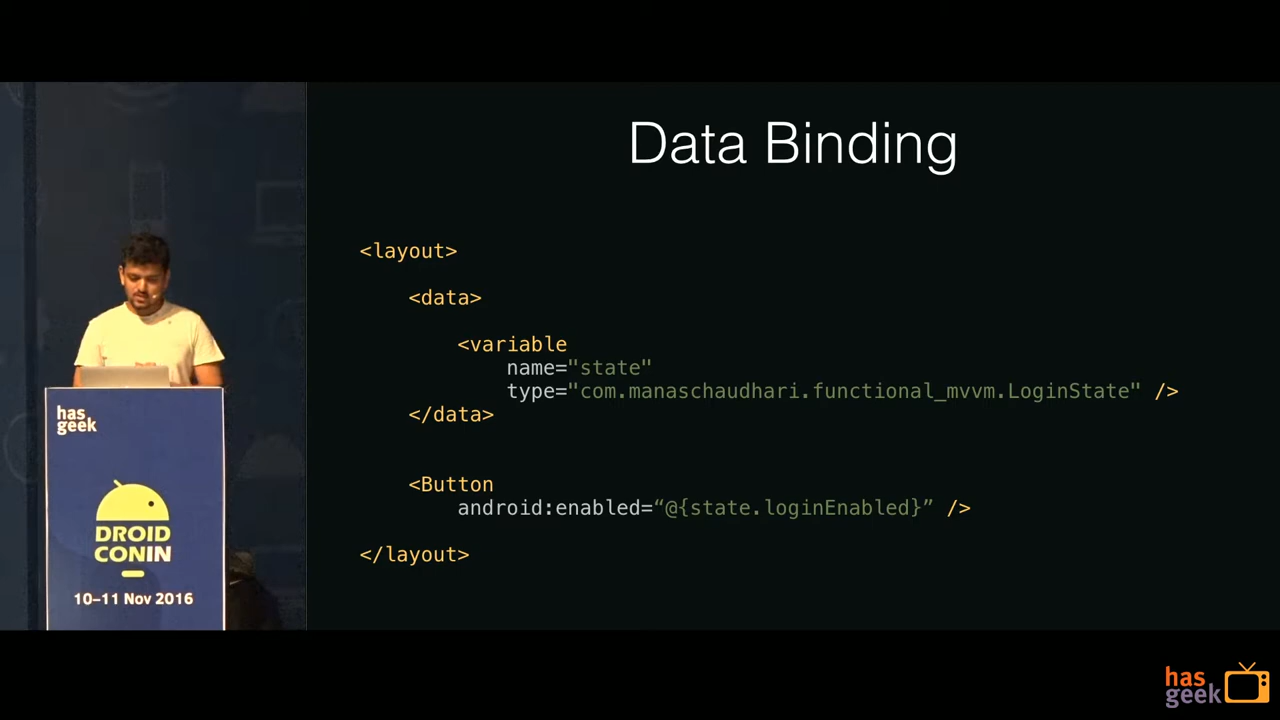 Data Binding
<layout>
<data>
<variable
name="state"
type="com.manaschaudhari.functional_mvvm.LoginState" />
</data>
<Button
android:enabled=“@{state.loginEnabled}” />
</layout>
has
geek
DROID
CONIN
10–11 Nov 2016
has
geek